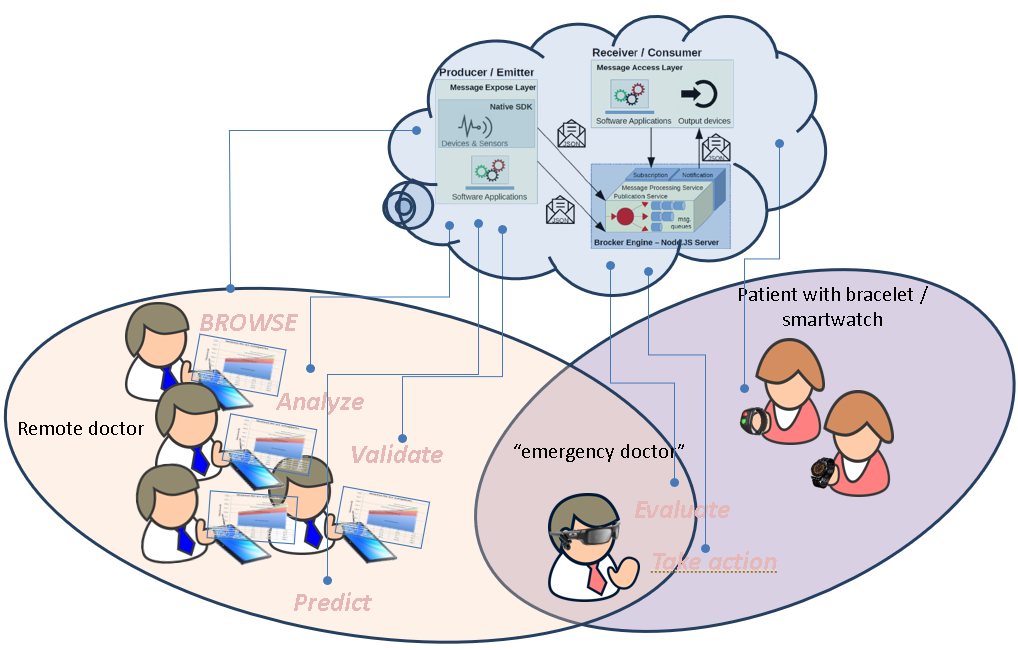 Receiver / Consumer
Message Access Layer
Software Applications
Output devices
Producer / Emitter
Message Expose Layer
Native SDK
Devices & Sensors
Software Applications
JSON
JSON
JSON
Subscription
Notification
Message Processing Service
Publication Service
msg.
queues
Brocker Engine – Node.JS Server
Patient with bracelet /
smartwatch
BROWSE
Analyze
Remote doctor
Validate
“emergency doctor”
Evaluate
Take action
Predict